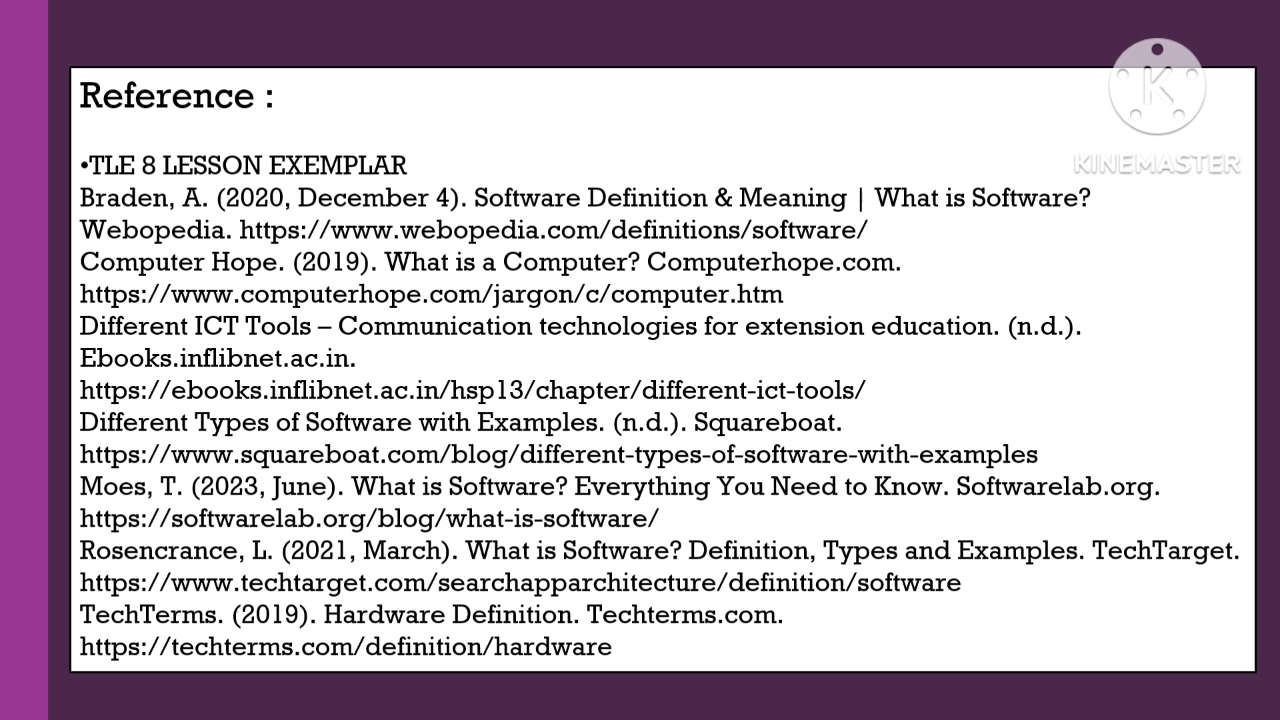 Reference :
K
KINEMASTER
•TLE 8 LESSON EXEMPLAR
Braden, A. (2020, December 4). Software Definition & Meaning | What is Software?
Webopedia. https://www.webopedia.com/definitions/software/
Computer Hope. (2019). What is a Computer? Computerhope.com.
https://www.computerhope.com/jargon/c/computer.htm
Different ICT Tools – Communication technologies for extension education. (n.d.).
Ebooks.inflibnet.ac.in.
https://ebooks.inflibnet.ac.in/hsp13/chapter/different-ict-tools/
Different Types of Software with Examples. (n.d.). Squareboat.
https://www.squareboat.com/blog/different-types-of-software-with-examples
Moes, T. (2023, June). What is Software? Everything You Need to Know. Softwarelab.org.
https://softwarelab.org/blog/what-is-software/
Rosencrance, L. (2021, March). What is Software? Definition, Types and Examples. TechTarget.
https://www.techtarget.com/searchapparchitecture/definition/software
TechTerms. (2019). Hardware Definition. Techterms.com.
https://techterms.com/definition/hardware